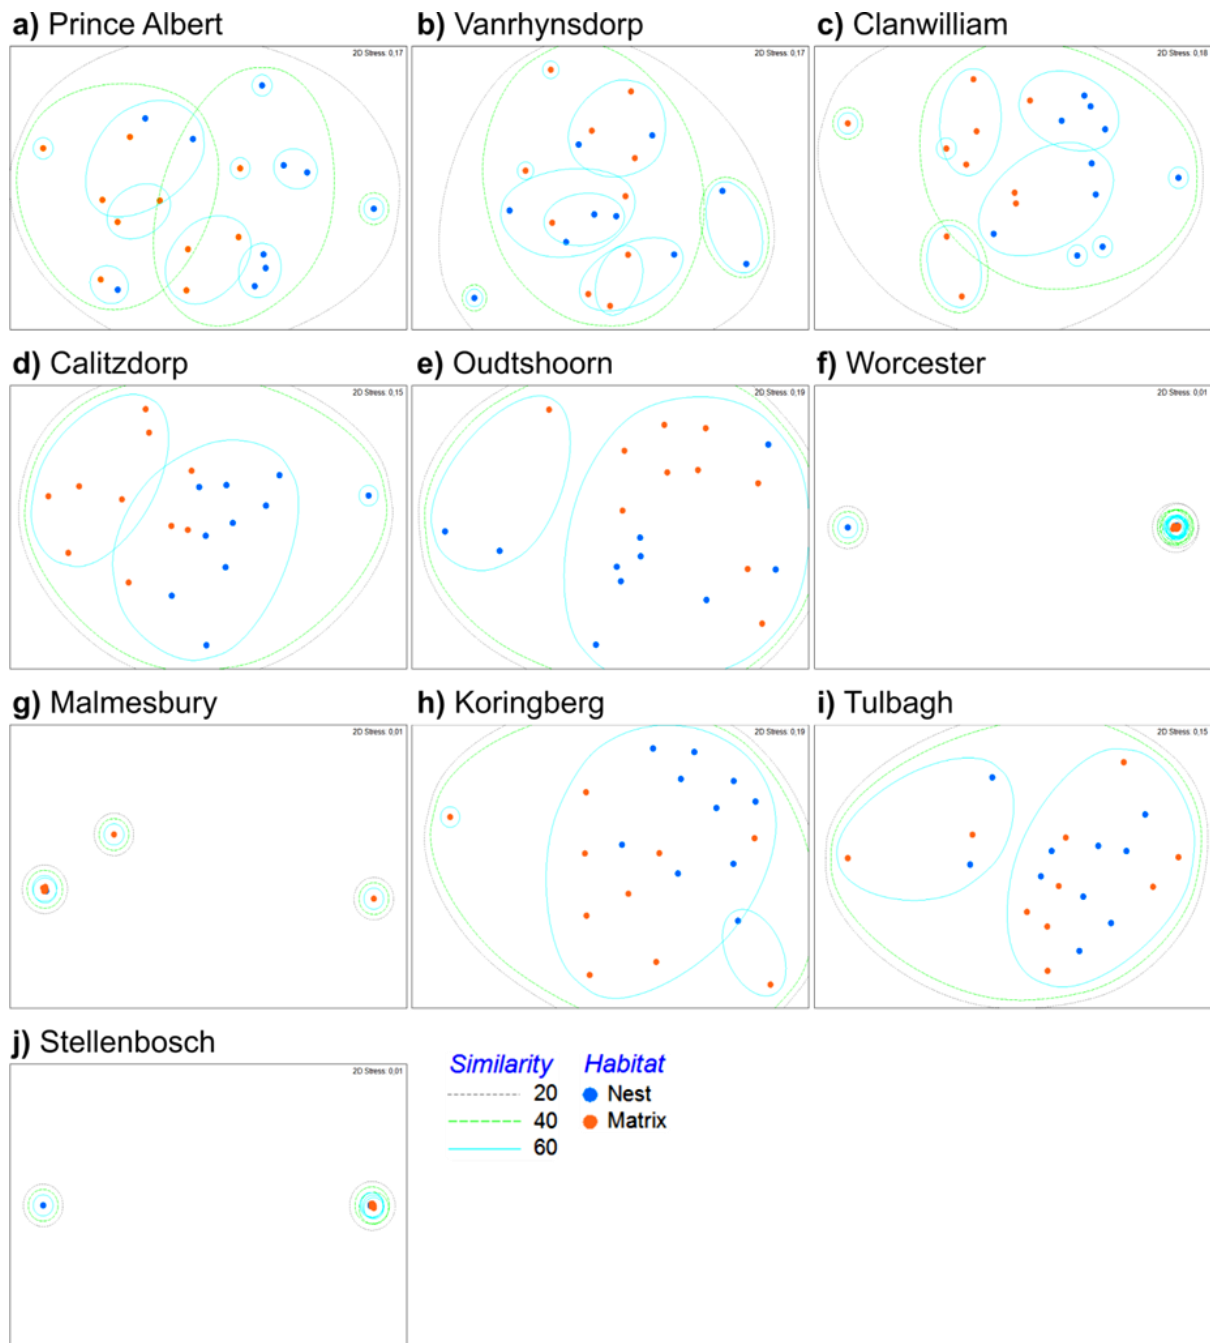 a) Prince Albert
b) Vanrhynsdorp
c) Clanwilliam
2D Stress: 0,17
2D Stress: 0,17
2D Stress: 0,18
d) Calitzdorp
e) Oudtshoorn
f) Worcester
2D Stress: 0,15
2D Stress: 0,19
2D Stress: 0,01
g) Malmesbury
h) Koringberg
i) Tulbagh
2D Stress: 0,01
2D Stress: 0,19
2D Stress: 0,15
j) Stellenbosch
2D Stress: 0,01
Similarity Habitat
20 Nest
40 Matrix
60